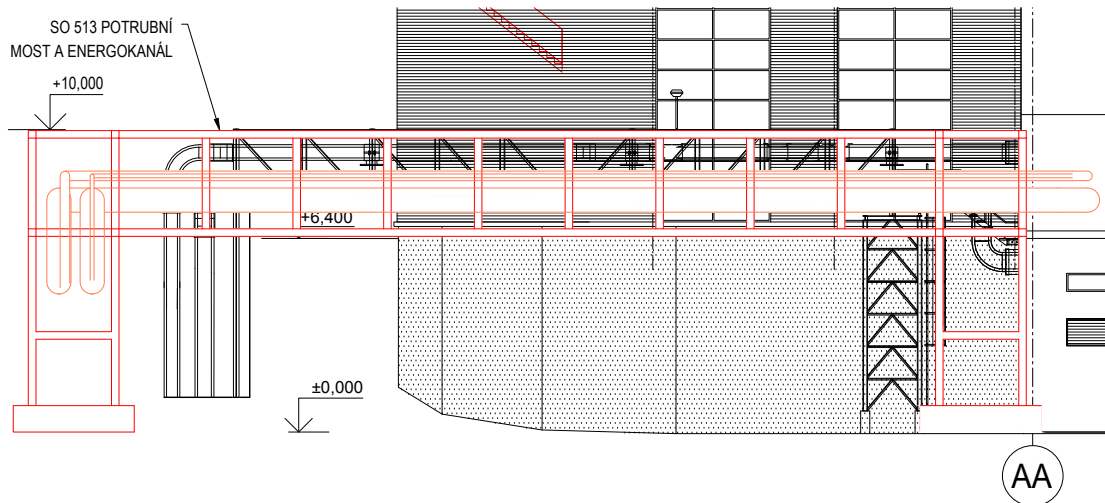 SO 513 POTRUBNÍ
MOST A ENERGOKANÁL
+10,000
+6,400
±0,000
AA